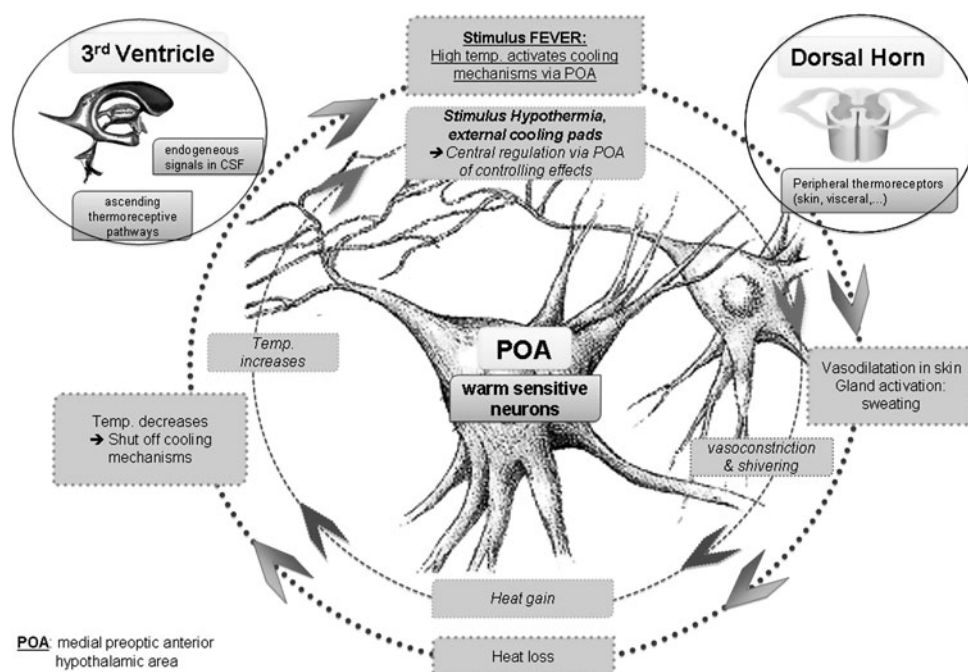 3rd Ventricle
endogeneous
signals in CSF
ascending
thermoreceptive
pathways
Stimulus FEVER:
High temp. activates cooling
mechanisms via POA
Stimulus Hypothermia,
external cooling pads
➔ Central regulation via POA
of controlling effects
Dorsal Horn
Peripheral thermoreceptors
(skin, visceral,...)
Temp.
increases
POA
warm sensitive
neurons
Vasodilatation in skin
Gland activation:
sweating
Temp. decreases
➔ Shut off cooling
mechanisms
vasoconstriction
& shivering
Heat gain
Heat loss
POA: medial preoptic anterior
hypothalamic area